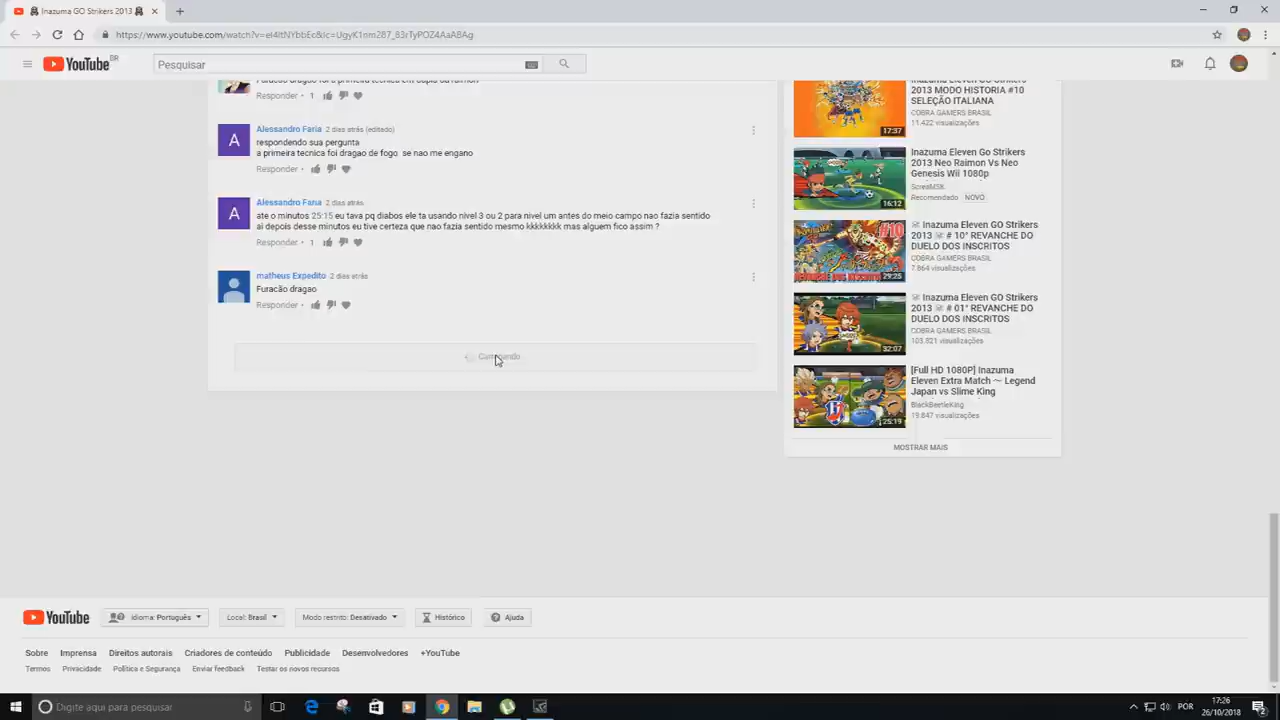 Inazuma GO Strikers 2013
https://www.youtube.com/watch?v=
YouTube BR
Pesquisar
Responder • 1
Alessandro Faria 2 dias atrás (editado)
respondendo sua pergunta
a primeira tecnica foi dragao de fogo se nao me engano
Responder •
Alessandro Faria 2 dias atrás
ate o minutos 25:15 eu tava pq diabos ele ta usando nivel 3 ou 2 para nivel um antes do meio campo nao fazia sentido
ai depois desse minutos eu tive certeza que nao fazia sentido mesmo kkkkkkkk mas alguem fico assim ?
Responder • 1
matheus Expedito 2 dias atrás
Furacão dragao
Responder •
Inazuma Eleven GO Strikers
2013 MODO HISTORIA #10
SELEÇÃO ITALIANA
COBRA GAMERS BRASIL
11.422 visualizações
17:37
Inazuma Eleven Go Strikers
2013 Neo Raimon Vs Neo
Genesis Wii 1080p
Recomendado NOVO
16:12
Inazuma Eleven GO Strikers
2013 # 10° REVANCHE DO
DUELO DOS INSCRITOS
COBRA GAMERS BRASIL
7.864 visualizações
#10
29:25
Inazuma Eleven GO Strikers
2013 # 01° REVANCHE DO
DUELO DOS INSCRITOS
COBRA GAMERS BRASIL
103.821 visualizações
32:07
[Full HD 1080P] Inazuma
Eleven Extra Match ～ Legend
Japan vs Slime King
BlackBeetleKing
19.847 visualizações
25:19
MOSTRAR MAIS
YouTube
Idioma: Português
Local: Brasil
Modo restrito: Desativado
Histórico
Ajuda
Sobre Imprensa Direitos autorais Criadores de conteúdo Publicidade Desenvolvedores +YouTube
Termos Privacidade Política e Segurança Enviar feedback Testar os novos recursos
Digite aqui para pesquisar
POR
17:26
26/10/2018
2